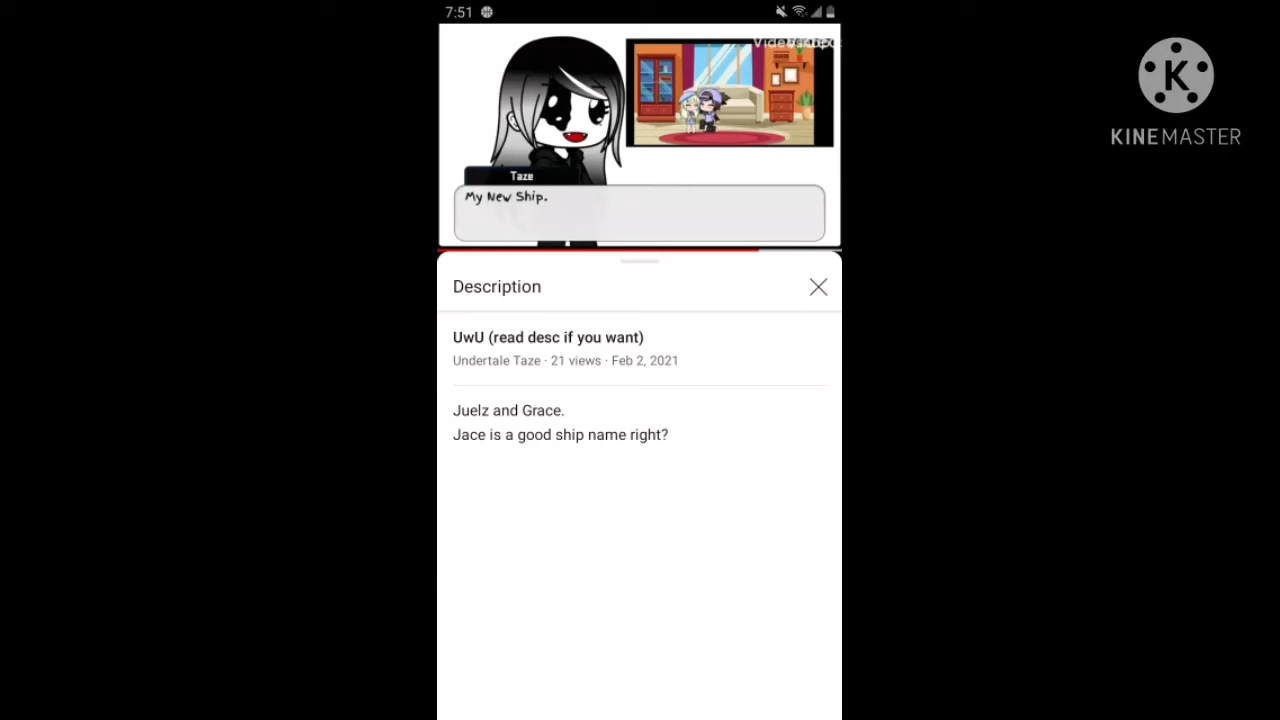 7:51
KINEMASTER
K
Taze
My New Ship.
Description
UwU (read desc if you want)
Undertale Taze · 21 views · Feb 2, 2021
Juelz and Grace.
Jace is a good ship name right?